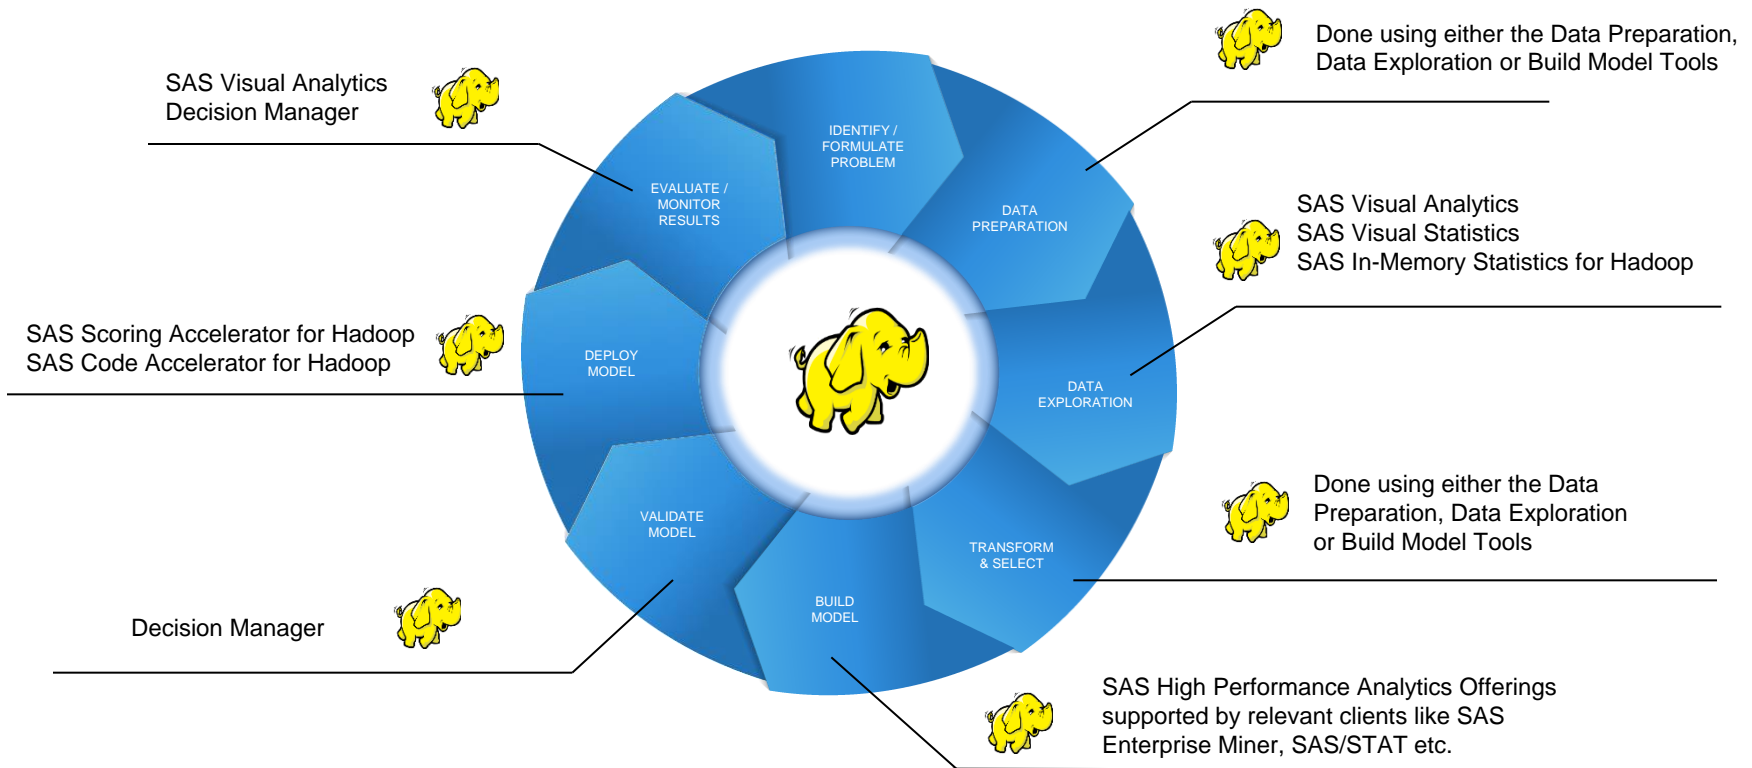 Done using either the Data Preparation,
Data Exploration or Build Model Tools
SAS Visual Analytics
Decision Manager
IDENTIFY /
FORMULATE
PROBLEM
EVALUATE /
MONITOR
RESULTS
DATA
PREPARATION
SAS Visual Analytics
SAS Visual Statistics
SAS In-Memory Statistics for Hadoop
SAS Scoring Accelerator for Hadoop
SAS Code Accelerator for Hadoop
DEPLOY
MODEL
DATA
EXPLORATION
Done using either the Data
Preparation, Data Exploration
or Build Model Tools
VALIDATE
MODEL
TRANSFORM
& SELECT
BUILD
MODEL
Decision Manager
SAS High Performance Analytics Offerings
supported by relevant clients like SAS
Enterprise Miner, SAS/STAT etc.